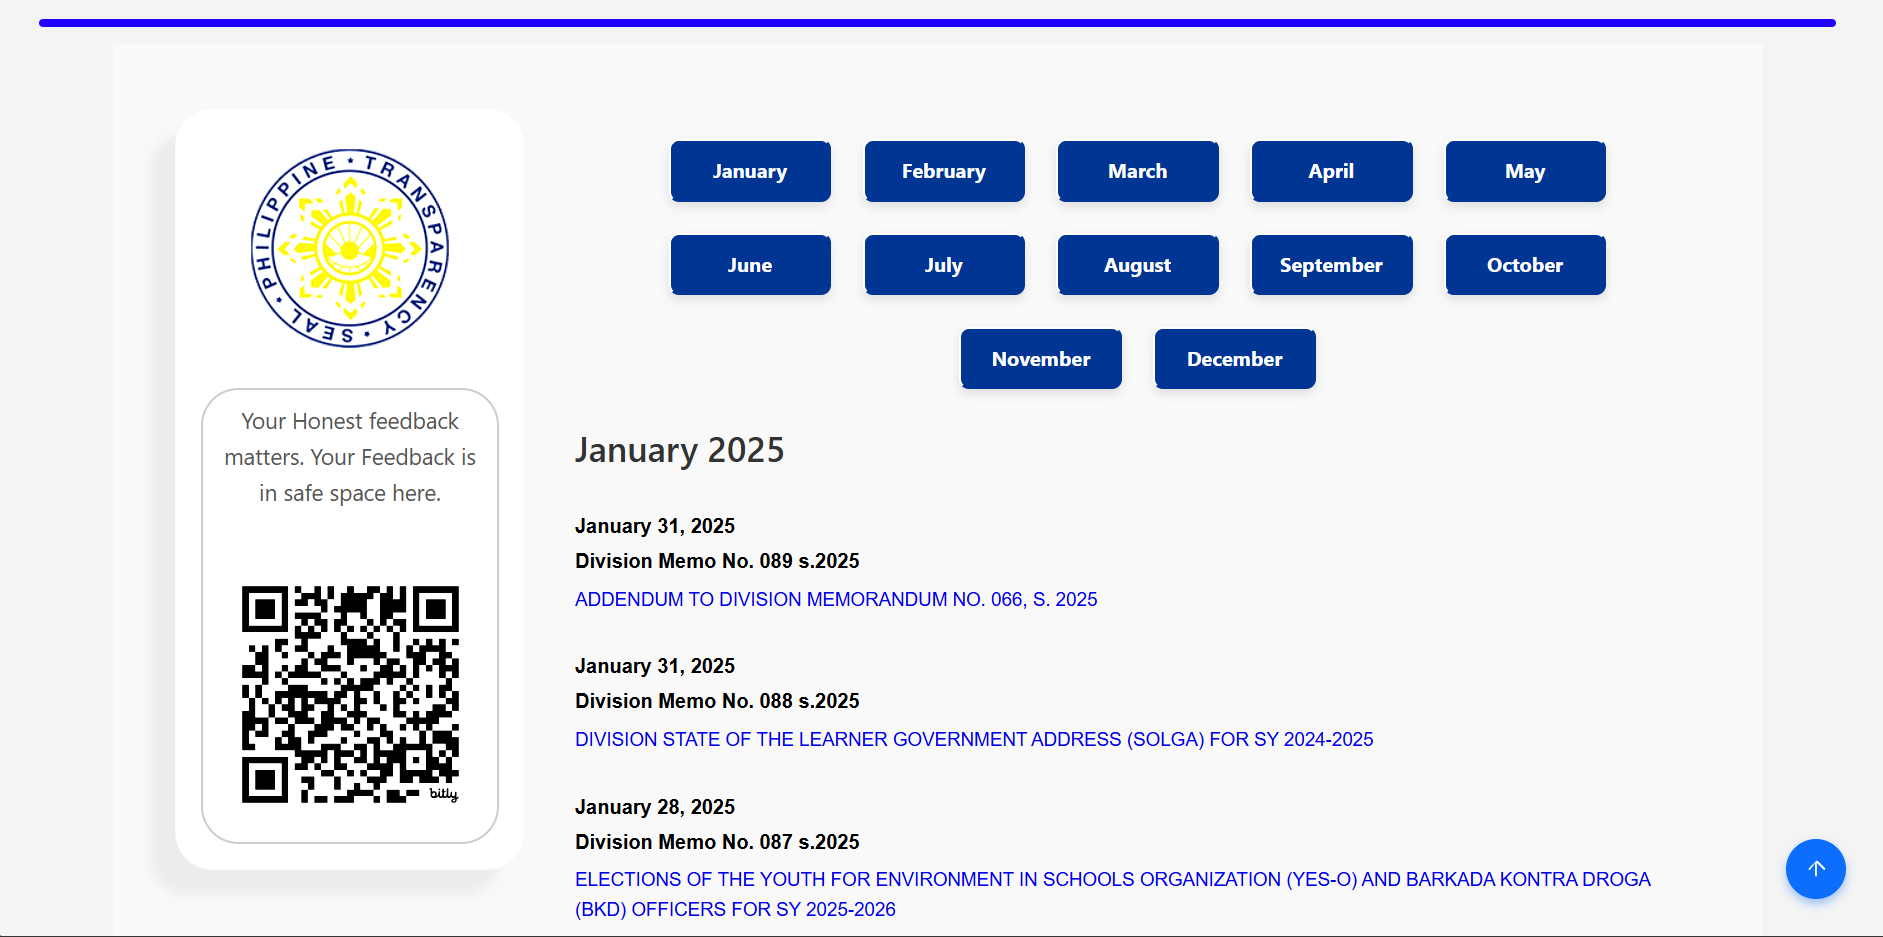 PHILIPPINE • TRANSPARENCY • SEAL •
Your Honest feedback
matters. Your Feedback is
in safe space here.
bitly
January
February
March
April
May
June
July
August
September
October
November
December
January 2025
January 31, 2025
Division Memo No. 089 s.2025
ADDENDUM TO DIVISION MEMORANDUM NO. 066, S. 2025
January 31, 2025
Division Memo No. 088 s.2025
DIVISION STATE OF THE LEARNER GOVERNMENT ADDRESS (SOLGA) FOR SY 2024-2025
January 28, 2025
Division Memo No. 087 s.2025
ELECTIONS OF THE YOUTH FOR ENVIRONMENT IN SCHOOLS ORGANIZATION (YES-O) AND BARKADA KONTRA DROGA
(BKD) OFFICERS FOR SY 2025-2026